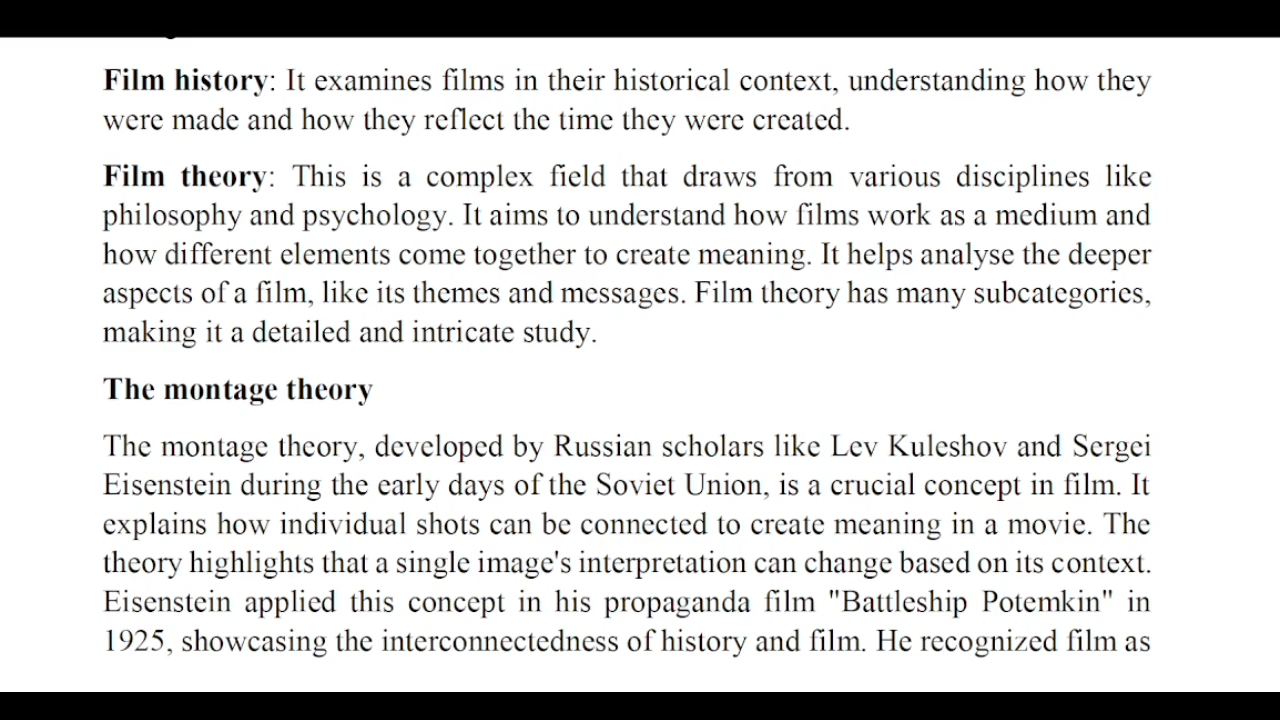 Film history: It examines films in their historical context, understanding how they
were made and how they reflect the time they were created.
Film theory: This is a complex field that draws from various disciplines like
philosophy and psychology. It aims to understand how films work as a medium and
how different elements come together to create meaning. It helps analyse the deeper
aspects of a film, like its themes and messages. Film theory has many subcategories,
making it a detailed and intricate study.
The montage theory
The montage theory, developed by Russian scholars like Lev Kuleshov and Sergei
Eisenstein during the early days of the Soviet Union, is a crucial concept in film. It
explains how individual shots can be connected to create meaning in a movie. The
theory highlights that a single image's interpretation can change based on its context.
Eisenstein applied this concept in his propaganda film "Battleship Potemkin" in
1925, showcasing the interconnectedness of history and film. He recognized film as